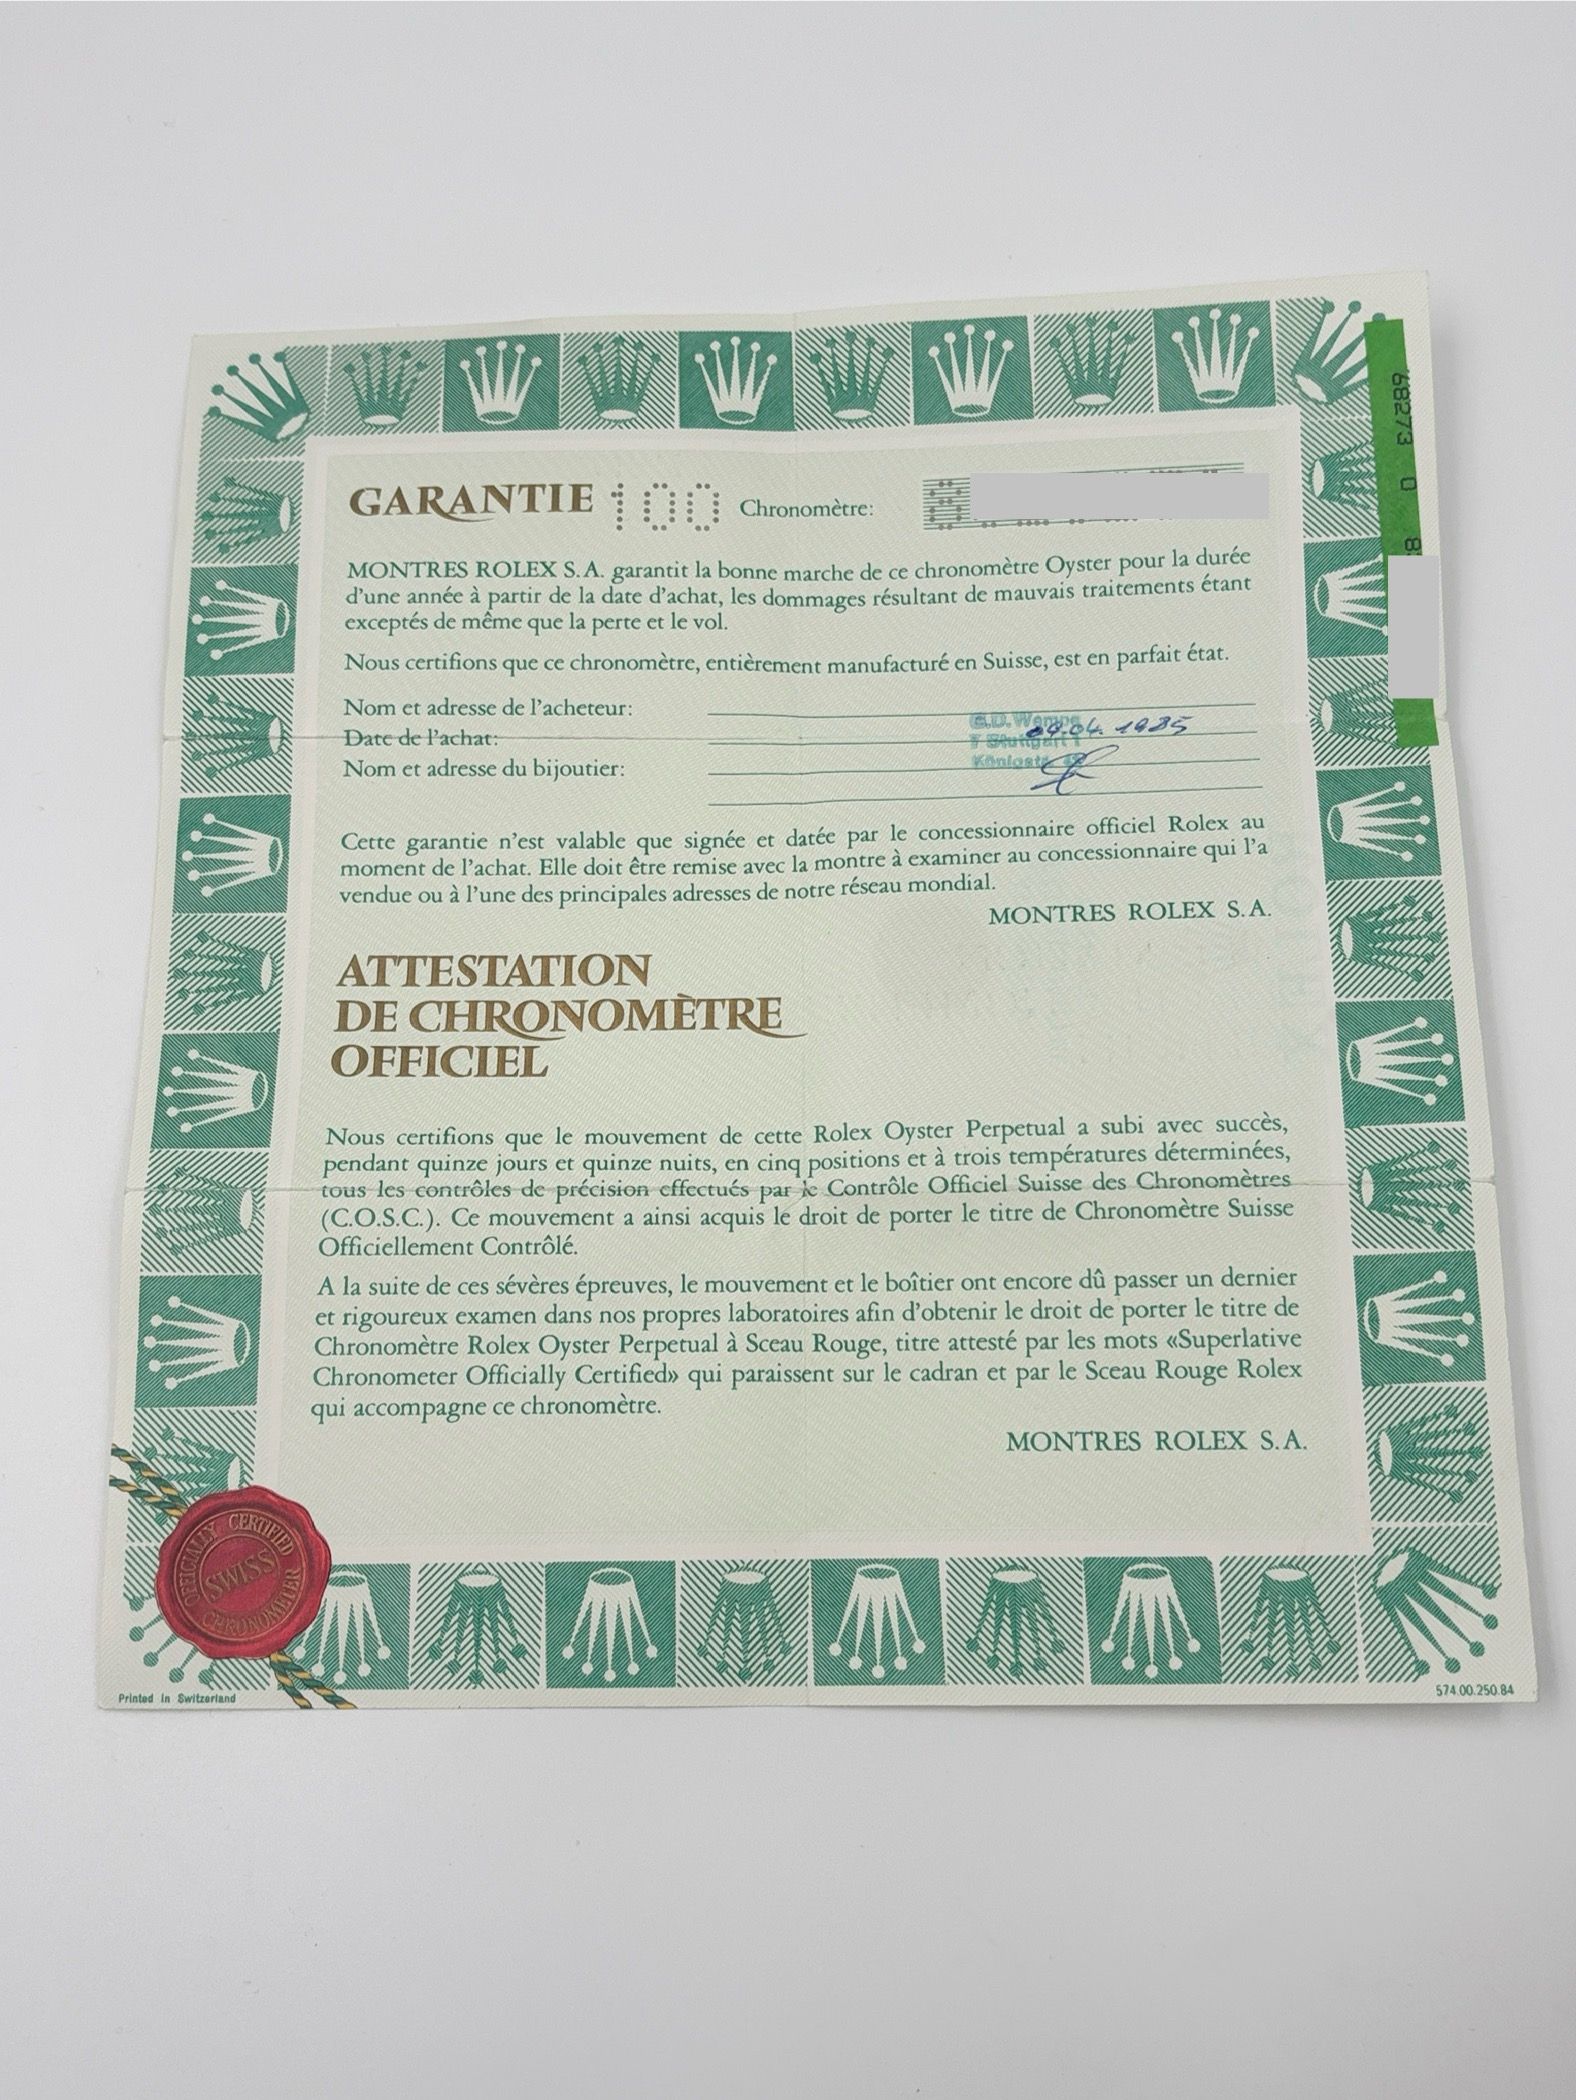 GARANTIE 100 Chronomètre: 8
MONTRES ROLEX S.A. garantit la bonne marche de ce chronomètre Oyster pour la durée
d'une année à partir de la date d'achat, les dommages résultant de mauvais traitements étant
exceptés de même que la perte et le vol.
Nous certifions que ce chronomètre, entièrement manufacturé en Suisse, est en parfait état.
Nom et adresse de l'acheteur:
G.D. Wempe
Date de l'achat: 04.1985
7 Stuttgart 1
Nom et adresse du bijoutier:
Cette garantie n'est valable que signée et datée par le concessionnaire officiel Rolex au
moment de l'achat. Elle doit être remise avec la montre à examiner au concessionnaire qui l'a
vendue ou à l'une des principales adresses de notre réseau mondial.
MONTRES ROLEX S.A.
ATTESTATION
DE CHRONOMÈTRE
OFFICIEL
Nous certifions que le mouvement de cette Rolex Oyster Perpetual a subi avec succès,
pendant quinze jours et quinze nuits, en cinq positions et à trois températures déterminées,
tous les contrôles de précision effectués par le Contrôle Officiel Suisse des Chronomètres
(C.O.S.C.). Ce mouvement a ainsi acquis le droit de porter le titre de Chronomètre Suisse
Officiellement Contrôlé.
A la suite de ces sévères épreuves, le mouvement et le boîtier ont encore dû passer un dernier
et rigoureux examen dans nos propres laboratoires afin d'obtenir le droit de porter le titre de
Chronomètre Rolex Oyster Perpetual à Sceau Rouge, titre attesté par les mots «Superlative
Chronometer Officially Certified» qui paraissent sur le cadran et par le Sceau Rouge Rolex
qui accompagne ce chronomètre.
MONTRES ROLEX S.A.
OFFICIALLY CERTIFIED
SWISS
CHRONOMETER
Printed in Switzerland
574.00.250.84
68273 0 8